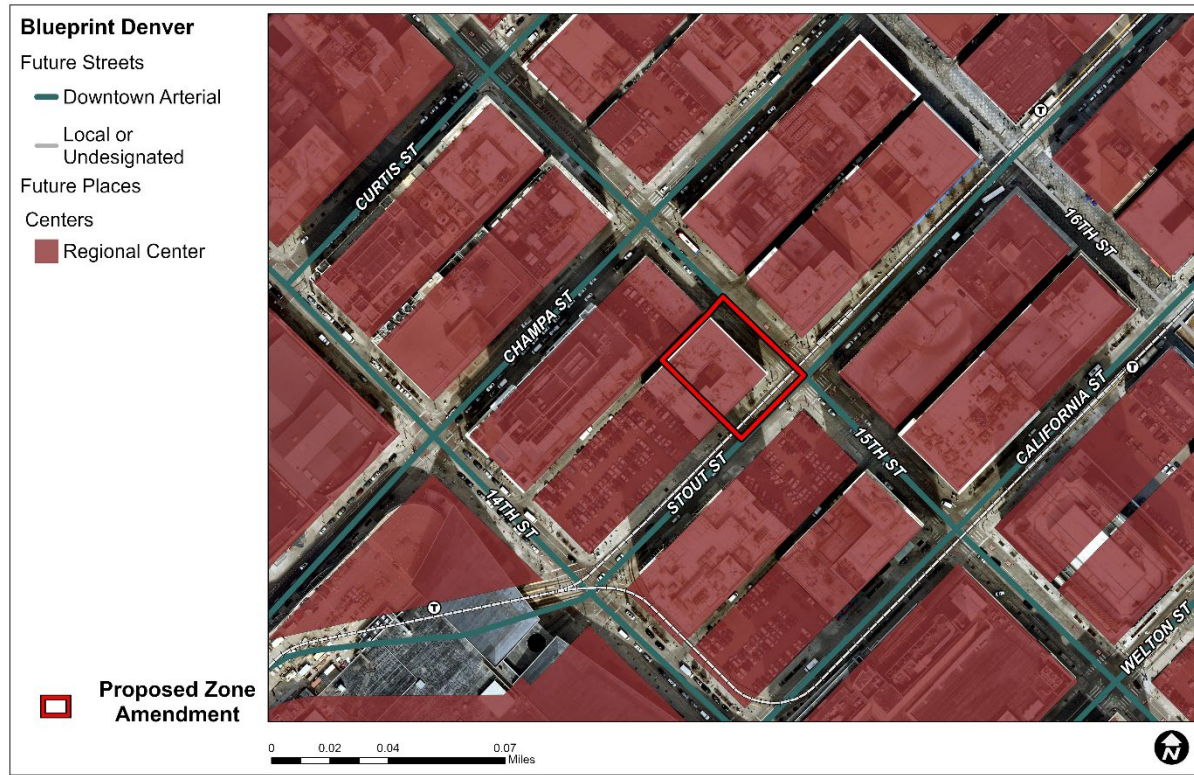 Blueprint Denver
Future Streets
Downtown Arterial
Local or
Undesignated
Future Places
Centers
Regional Center
Proposed Zone
Amendment
CURTIS ST
CHAMPA ST
14TH ST
STOUT ST
15TH ST
16TH ST
CALIFORNIA ST
WELTON ST
T
T
T
0 0.02 0.04 0.07
Miles
N